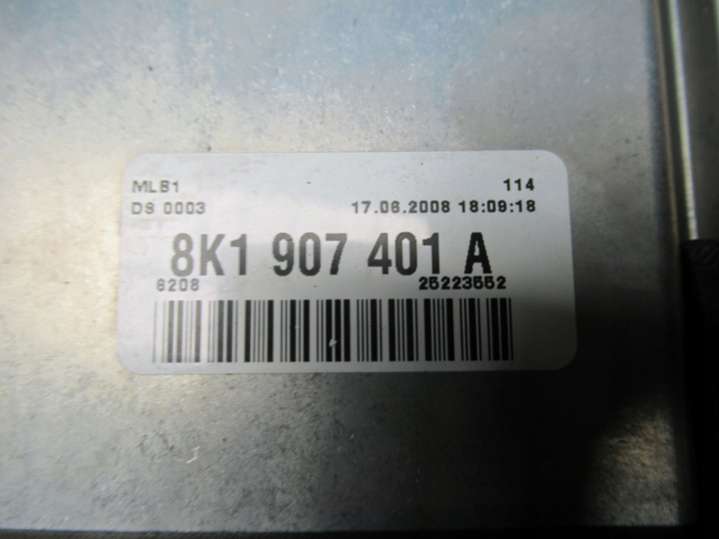 MLB1 114
DS 0003 17.06.2008 18:09:18
8K1 907 401 A
6208 25223552